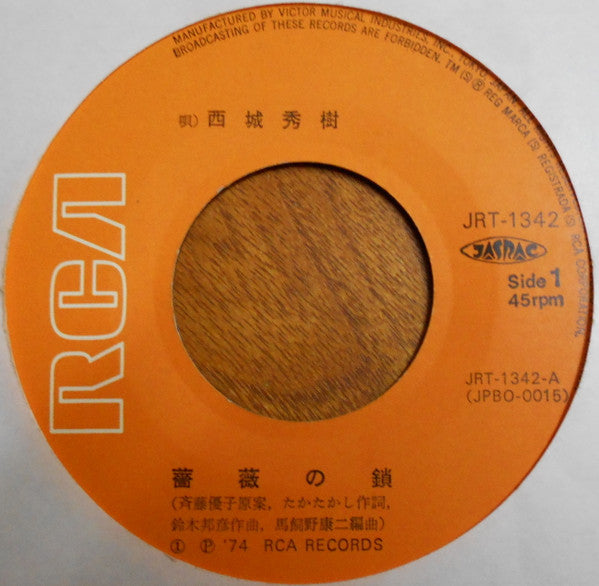 MANUFACTURED BY VICTOR MUSICAL INDUSTRIES, INC. TOKYO, JAPAN
BROADCASTING OF THESE RECORDS ARE FORBIDDEN. TM(S)® REG MARCA(S) REGISTRADA(S) RCA CORPORATION.
唄)西城秀樹
RCA
JRT-1342
JASRAC
Side 1
45rpm
JRT-1342-A
(JPBO-0015)
薔薇の鎖
(斉藤優子原案, たかたかし作詞,
鈴木邦彦作曲, 馬飼野康二編曲)
① Ⓟ '74 RCA RECORDS